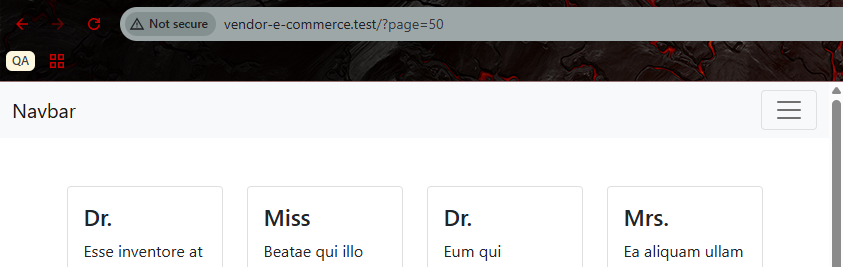 Not secure vendor-e-commerce.test/?page=50
QA
Navbar
Dr. Miss Dr. Mrs.
Esse inventore at Beatae qui illo Eum qui Ea aliquam ullam